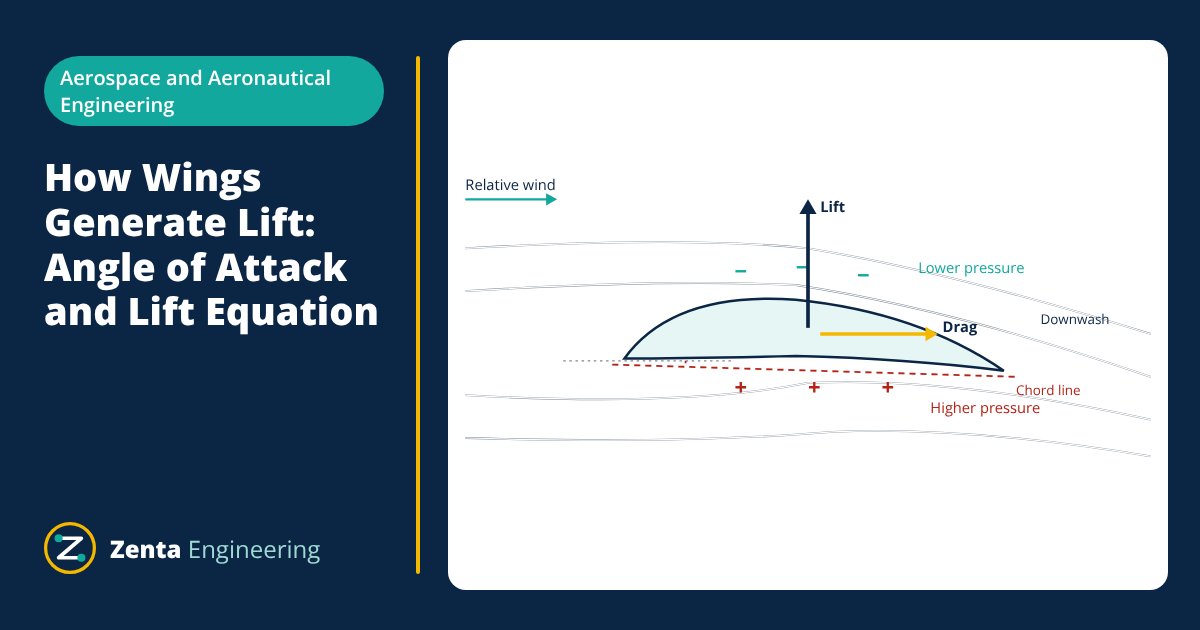 Aerospace and Aeronautical
Engineering
How Wings
Generate Lift:
Angle of Attack
and Lift Equation
Zenta Engineering
Relative wind
Lift
− − −
Lower pressure
Downwash
Drag
+ + +
Chord line
Higher pressure